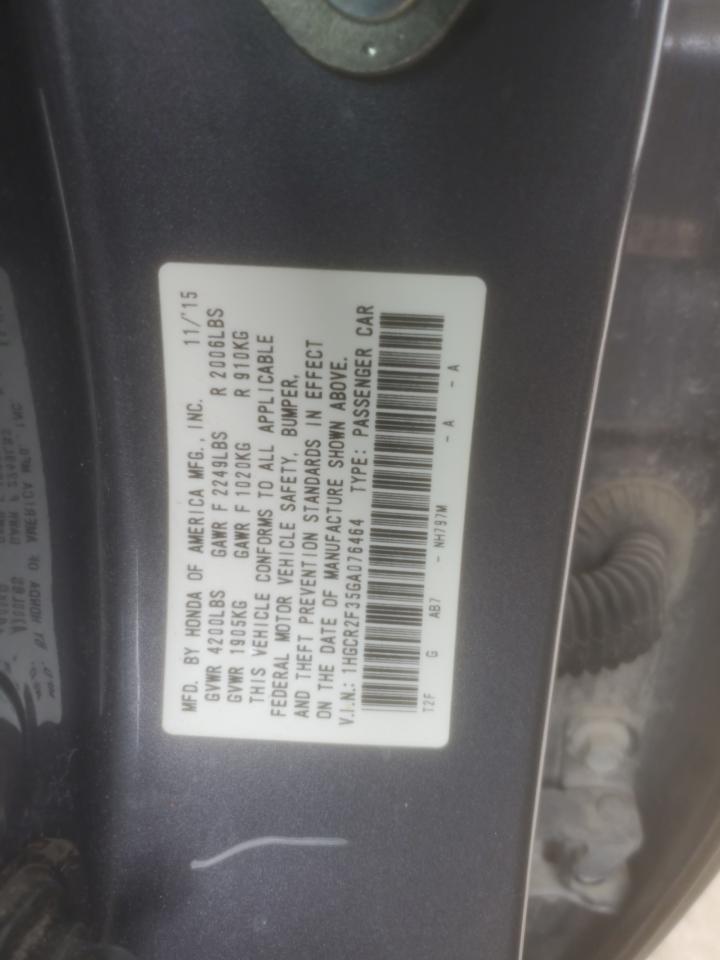 MFD. BY HONDA OF AMERICA MFG., INC. 11/'15
GVWR 4200LBS GAWR F 2249LBS R 2006LBS
GVWR 1905KG GAWR F 1020KG R 910KG
THIS VEHICLE CONFORMS TO ALL APPLICABLE
FEDERAL MOTOR VEHICLE SAFETY, BUMPER,
AND THEFT PREVENTION STANDARDS IN EFFECT
ON THE DATE OF MANUFACTURE SHOWN ABOVE.
V.I.N.: 1HGCR2F35GA076464 TYPE: PASSENGER CAR
T2F G AB7 - NH797M - A - A